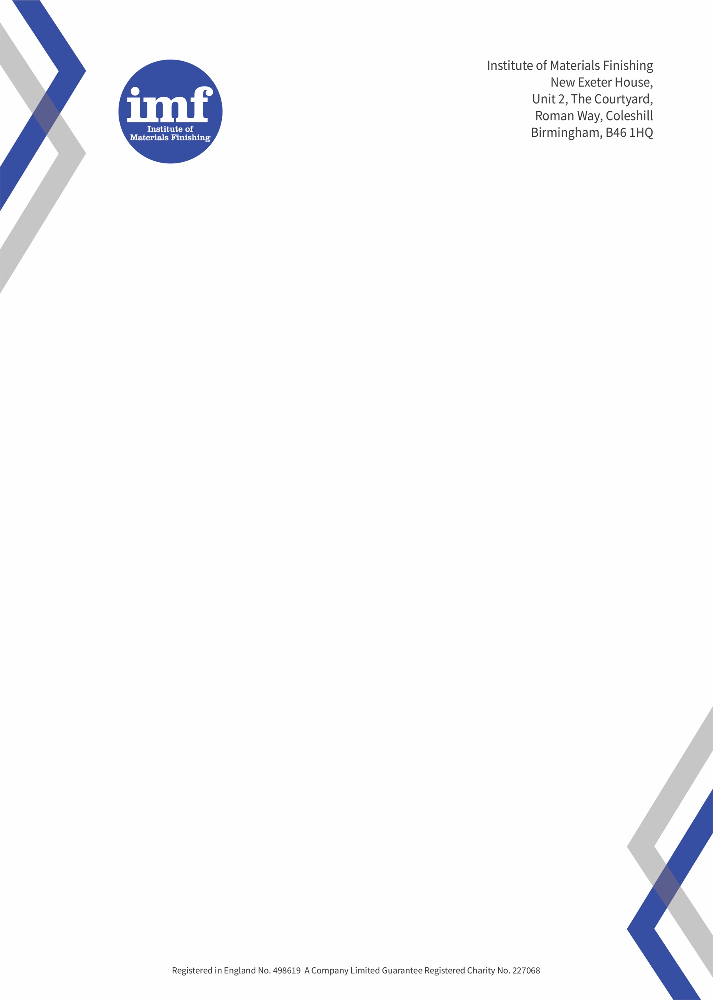 imf
Institute of
Materials Finishing
Institute of Materials Finishing
New Exeter House,
Unit 2, The Courtyard,
Roman Way, Coleshill
Birmingham, B46 1HQ
Registered in England No. 498619  A Company Limited Guarantee Registered Charity No. 227068